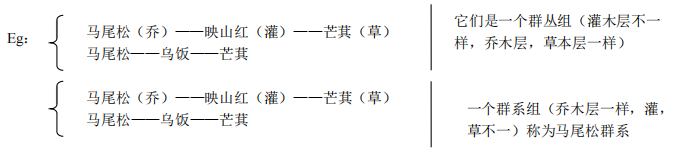 Eg：
马尾松（乔）——映山红（灌）——芒萁（草）
马尾松——乌饭——芒萁
它们是一个群丛组（灌木层不一
样，乔木层，草本层一样）
马尾松（乔）——映山红（灌）——芒萁（草）
马尾松——乌饭——芒萁
一个群系组（乔木层一样，灌，
草不一）称为马尾松群系